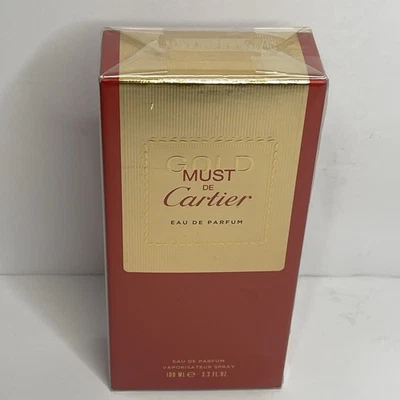 GOLD
MUST
DE
Cartier
EAU DE PARFUM
EAU DE PARFUM
VAPORISATEUR SPRAY
100 ML ℮ 3.3 FL.OZ.